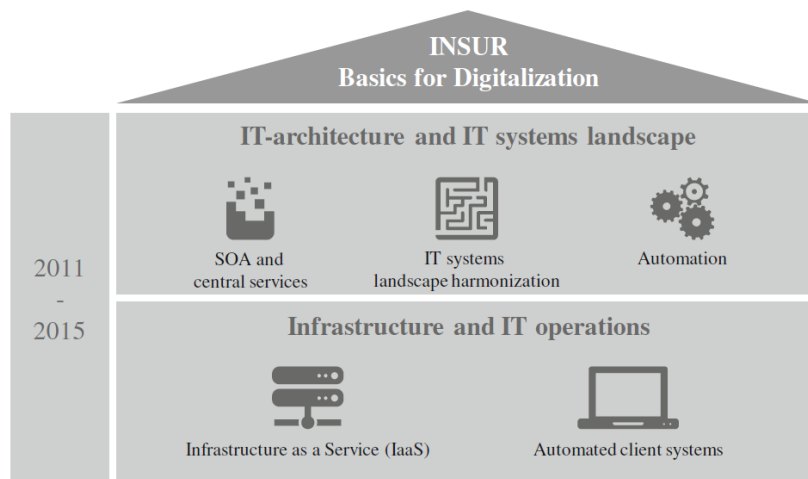 INSUR
Basics for Digitalization
IT-architecture and IT systems landscape
SOA and
central services
IT systems
landscape harmonization
Automation
2011
-
2015
Infrastructure and IT operations
Infrastructure as a Service (IaaS)
Automated client systems